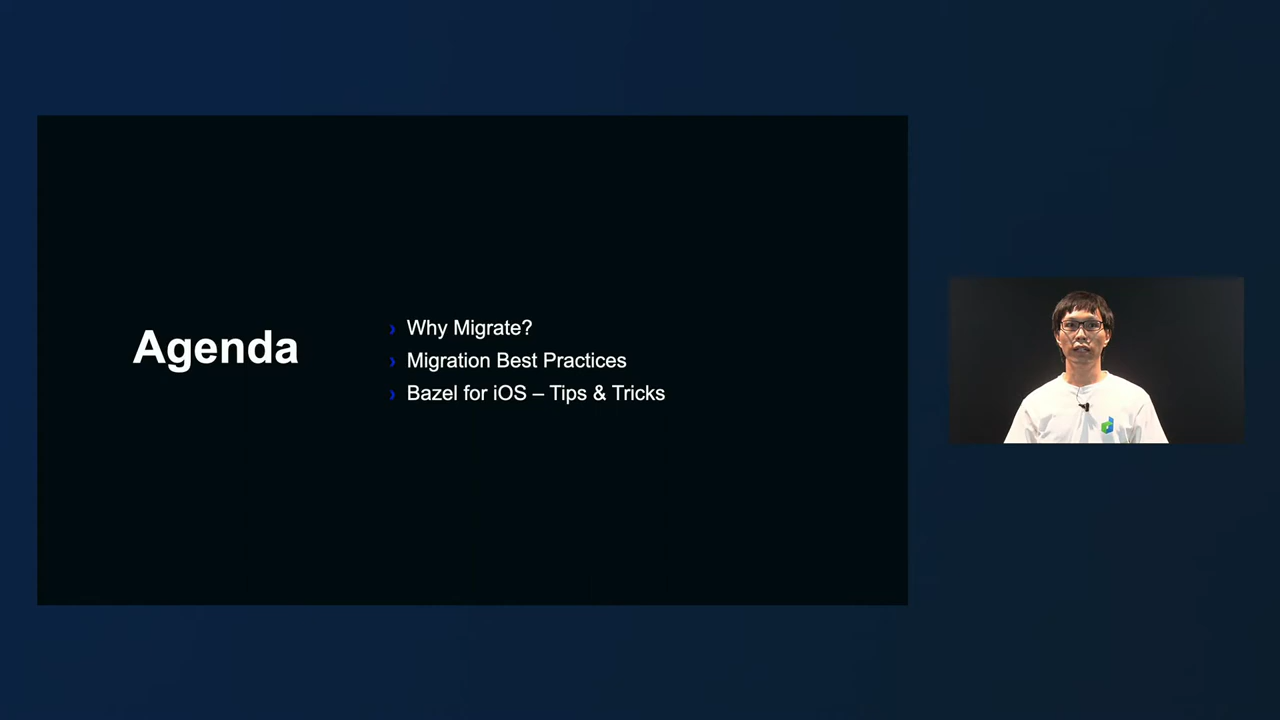 Agenda
Why Migrate?
Migration Best Practices
Bazel for iOS – Tips & Tricks